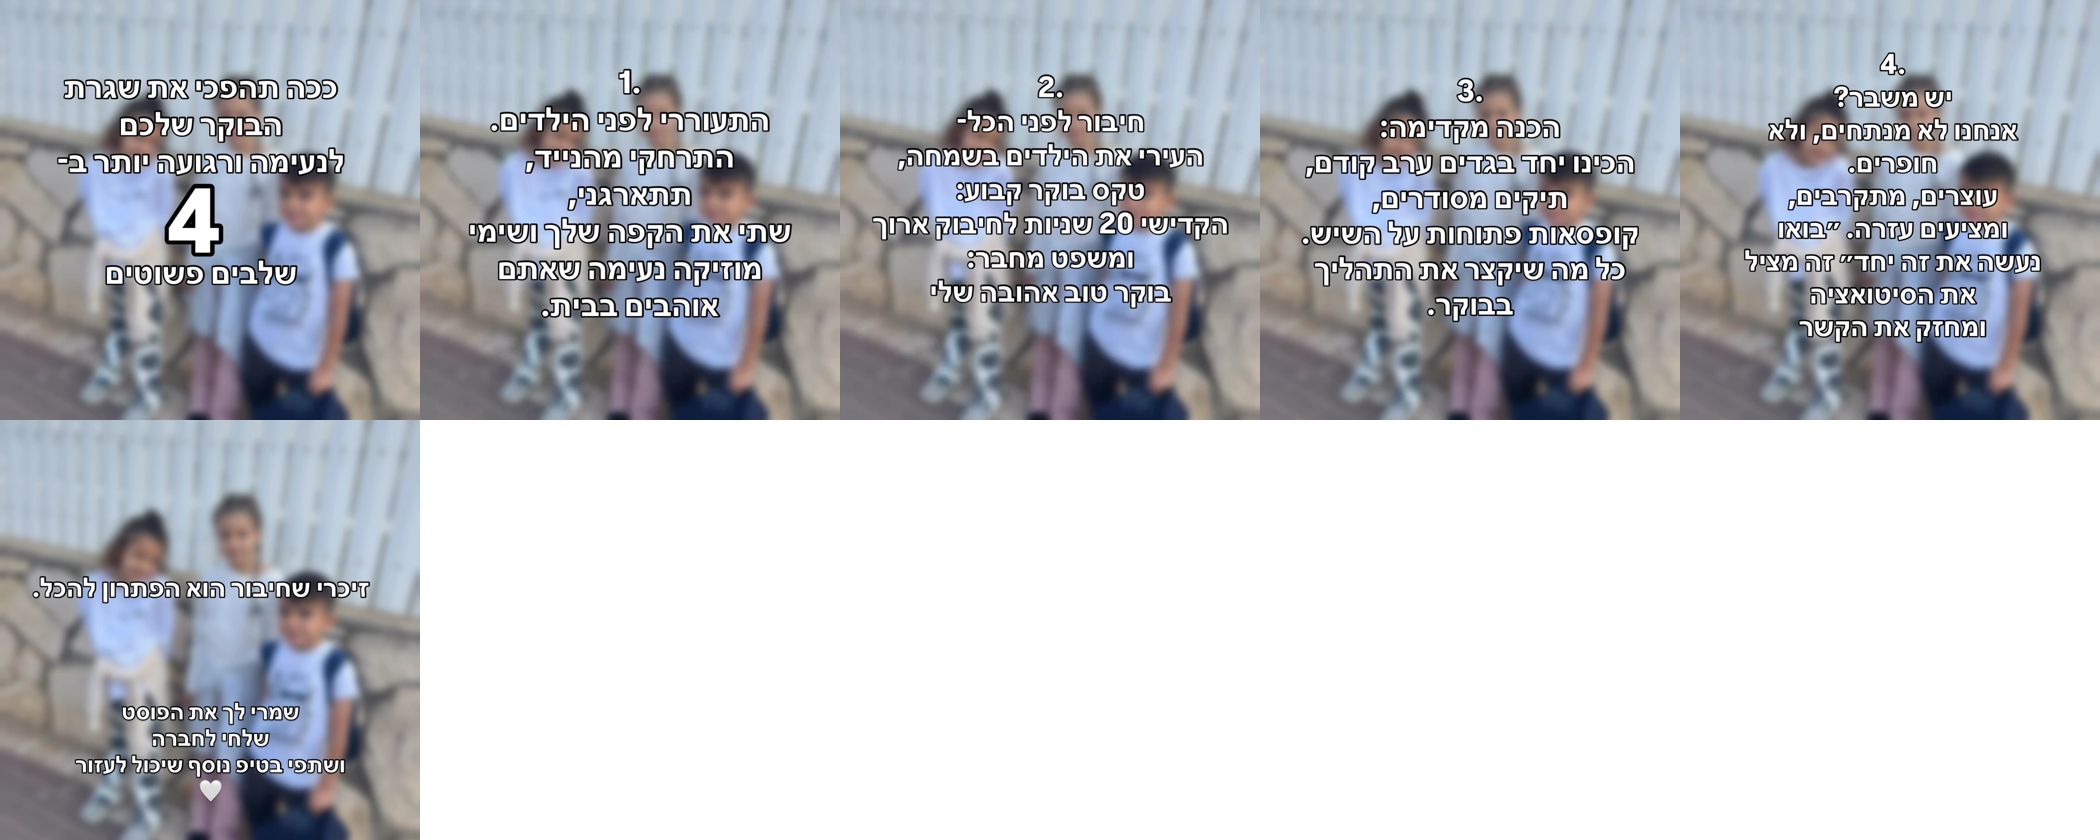 ככה תהפכי את שגרת
הבוקר שלכם
לנעימה ורגועה יותר ב-
4
שלבים פשוטים
1.
התעוררי לפני הילדים.
התרחקי מהנייד,
תתארגני,
שתי את הקפה שלך ושימי
מוזיקה נעימה שאתם
אוהבים בבית.
2.
חיבור לפני הכל-
העירי את הילדים בשמחה,
טקס בוקר קבוע:
הקדישי 20 שניות לחיבוק ארוך
ומשפט מחבר:
בוקר טוב אהובה שלי
3.
הכנה מקדימה:
הכינו יחד בגדים ערב קודם,
תיקים מסודרים,
קופסאות פתוחות על השיש.
כל מה שיקצר את התהליך
בבוקר.
4.
יש משבר?
אנחנו לא מנתחים, ולא
חופרים.
עוצרים, מתקרבים,
ומציעים עזרה. ״בואו
נעשה את זה יחד״ זה מציל
את הסיטואציה
ומחזק את הקשר
זיכרי שחיבור הוא הפתרון להכל.
שמרי לך את הפוסט
שלחי לחברה
ושתפי בטיפ נוסף שיכול לעזור
🤍